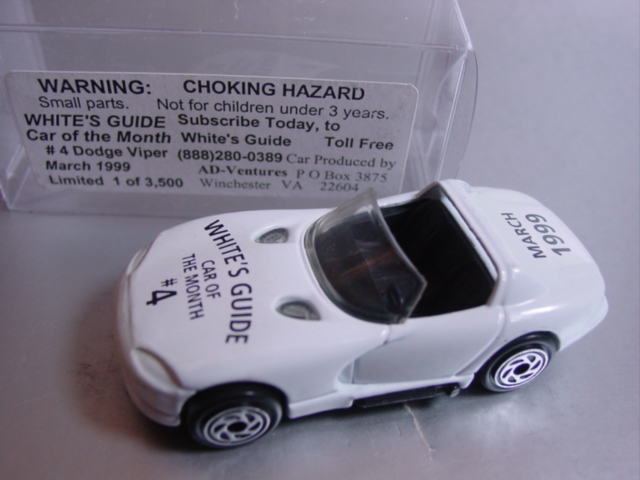 WARNING: CHOKING HAZARD
Small parts. Not for children under 3 years.
WHITE'S GUIDE Subscribe Today, to
Car of the Month White's Guide Toll Free
# 4 Dodge Viper (888)280-0389 Car Produced by
March 1999 AD-Ventures P O Box 3875
Limited 1 of 3,500 Winchester VA 22604
WHITE'S GUIDE
CAR OF
THE MONTH
#4
MARCH
1999